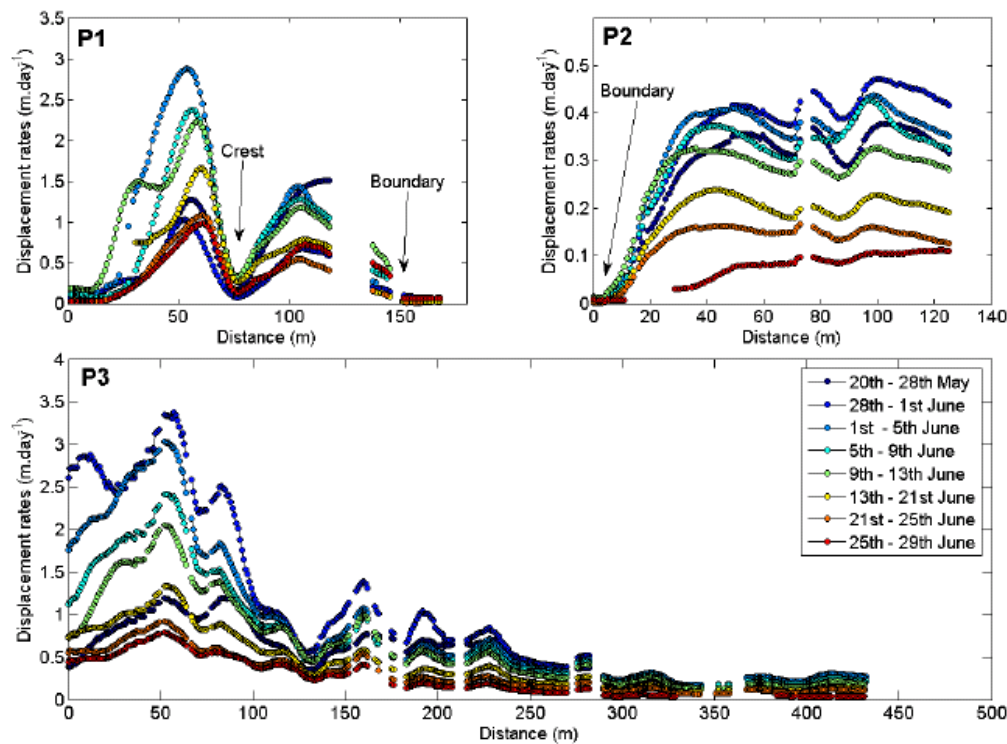 P1
Displacement rates (m.day⁻¹)
3.5
3
2.5
2
1.5
1
0.5
0
Crest
Boundary
0 50 100 150
Distance (m)
P2
Displacement rates (m.day⁻¹)
0.5
0.4
0.3
0.2
0.1
0
Boundary
0 20 40 60 80 100 120 140
Distance (m)
P3
Displacement rates (m.day⁻¹)
4
3.5
3
2.5
2
1.5
1
0.5
0
20th - 28th May
28th - 1st June
1st - 5th June
5th - 9th June
9th - 13th June
13th - 21st June
21st - 25th June
25th - 29th June
0 50 100 150 200 250 300 350 400 450 500
Distance (m)